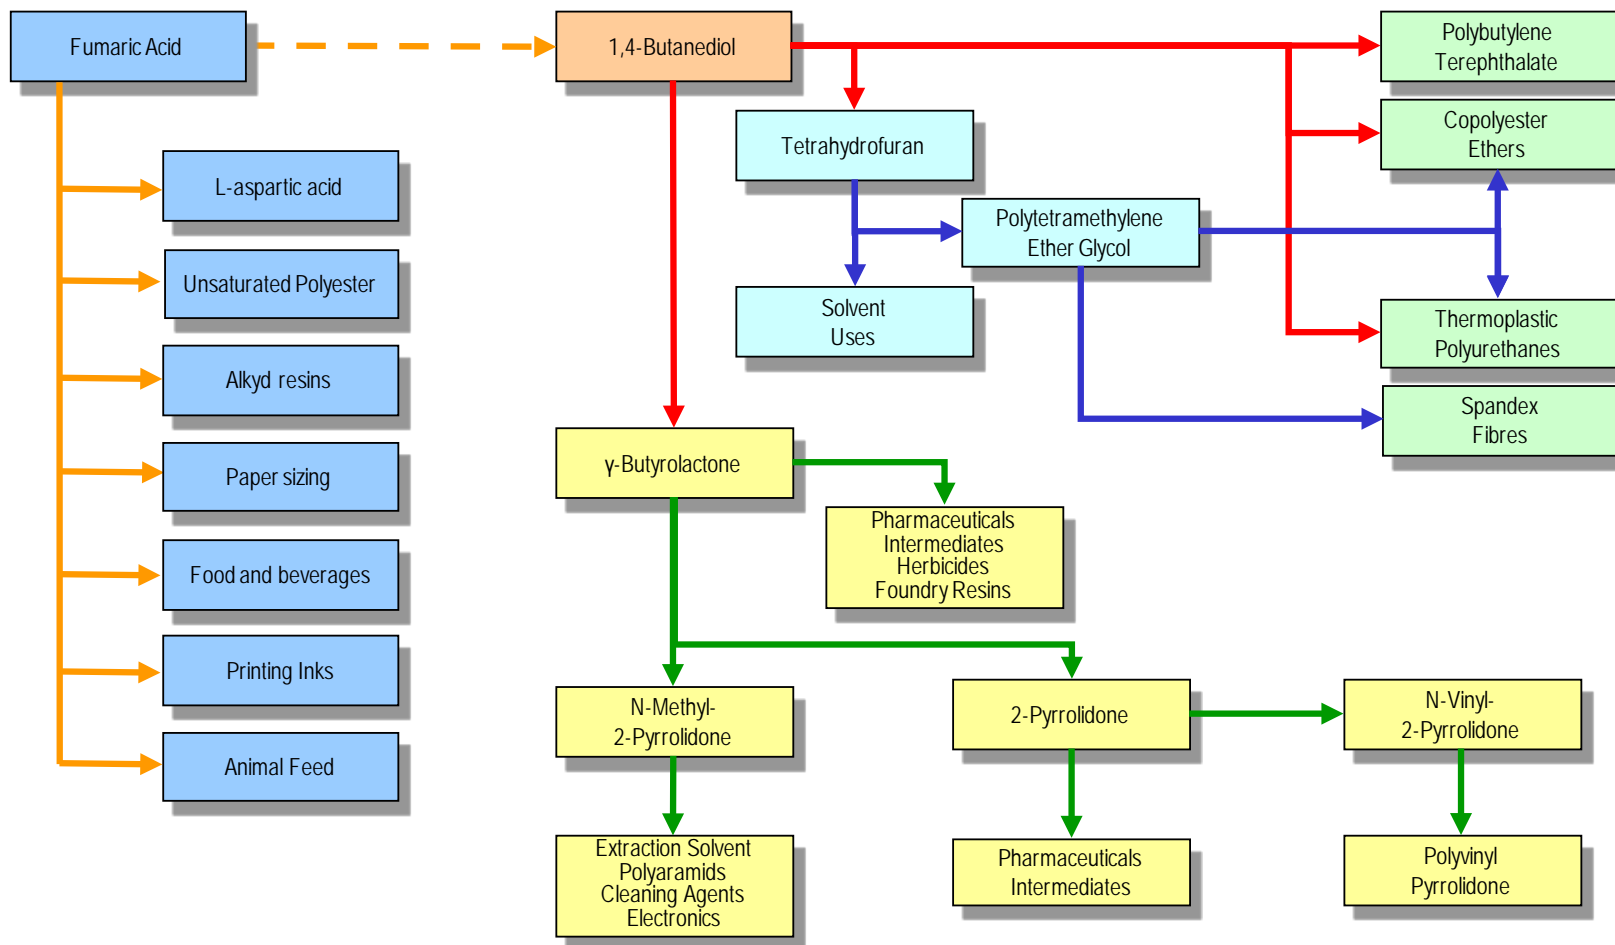 Fumaric Acid
1,4-Butanediol
Polybutylene
Terephthalate
Copolyester
Ethers
Tetrahydrofuran
L-aspartic acid
Polytetramethylene
Ether Glycol
Unsaturated Polyester
Solvent
Uses
Thermoplastic
Polyurethanes
Alkyd resins
Spandex
Fibres
γ-Butyrolactone
Paper sizing
Pharmaceuticals
Intermediates
Herbicides
Foundry Resins
Food and beverages
Printing Inks
N-Methyl-
2-Pyrrolidone
2-Pyrrolidone
N-Vinyl-
2-Pyrrolidone
Animal Feed
Extraction Solvent
Polyaramids
Cleaning Agents
Electronics
Pharmaceuticals
Intermediates
Polyvinyl
Pyrrolidone